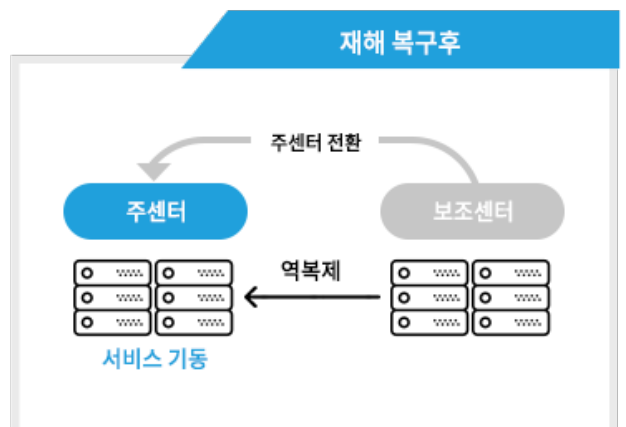 재해 복구후
주센터 전환
주센터
보조센터
역복제
서비스 기동